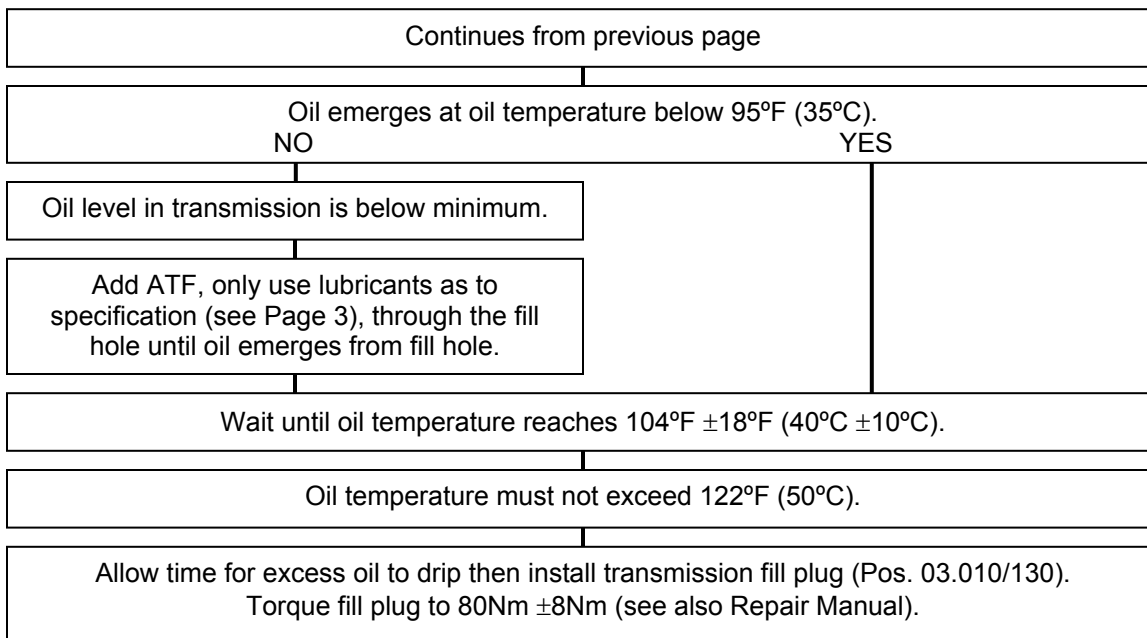 Continues from previous page
Oil emerges at oil temperature below 95ºF (35ºC).
NO YES
Oil level in transmission is below minimum.
Add ATF, only use lubricants as to
specification (see Page 3), through the fill
hole until oil emerges from fill hole.
Wait until oil temperature reaches 104ºF ±18ºF (40ºC ±10ºC).
Oil temperature must not exceed 122ºF (50ºC).
Allow time for excess oil to drip then install transmission fill plug (Pos. 03.010/130).
Torque fill plug to 80Nm ±8Nm (see also Repair Manual).